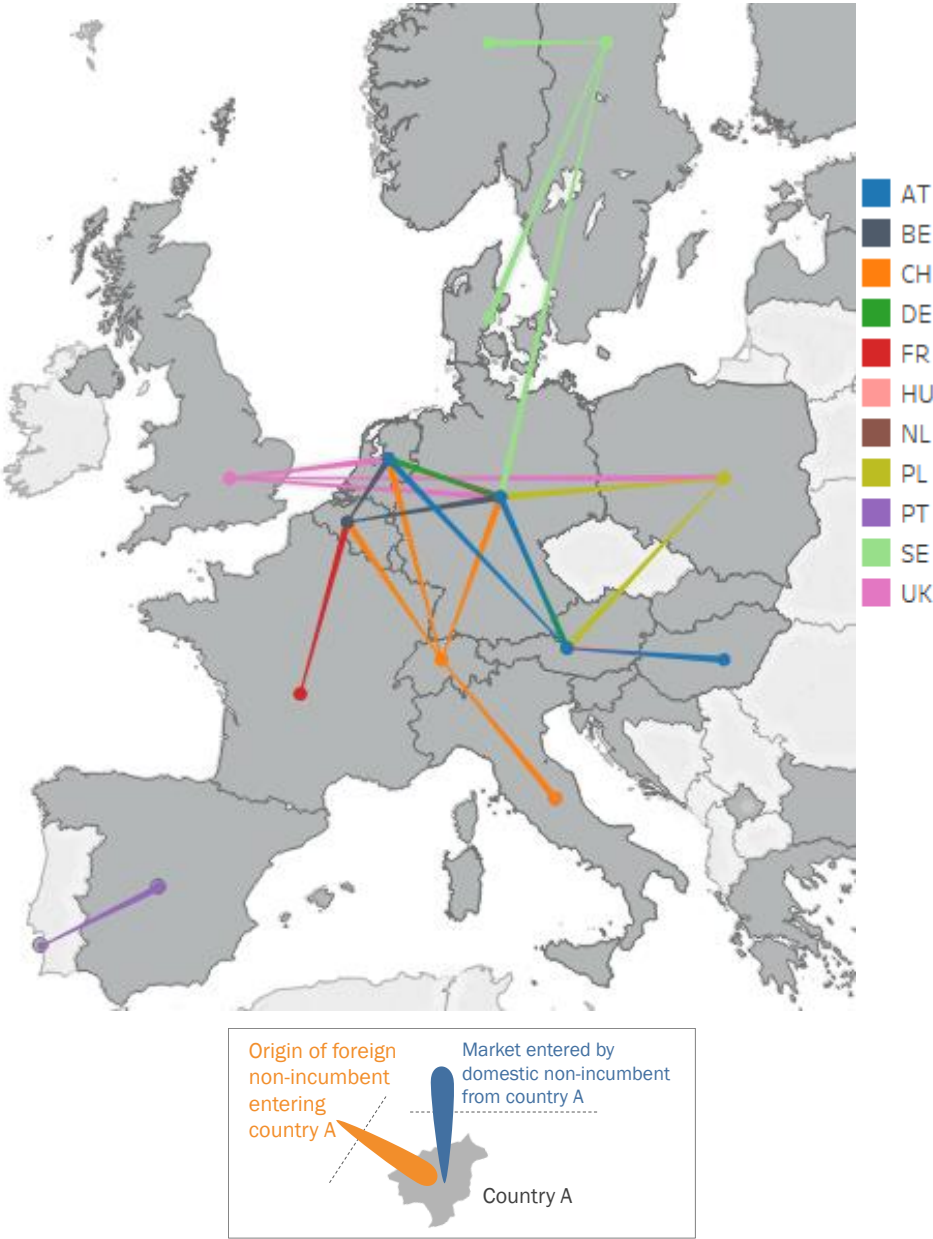 AT
BE
CH
DE
FR
HU
NL
PL
PT
SE
UK
Origin of foreign
non-incumbent
entering
country A
Market entered by
domestic non-incumbent
from country A
Country A